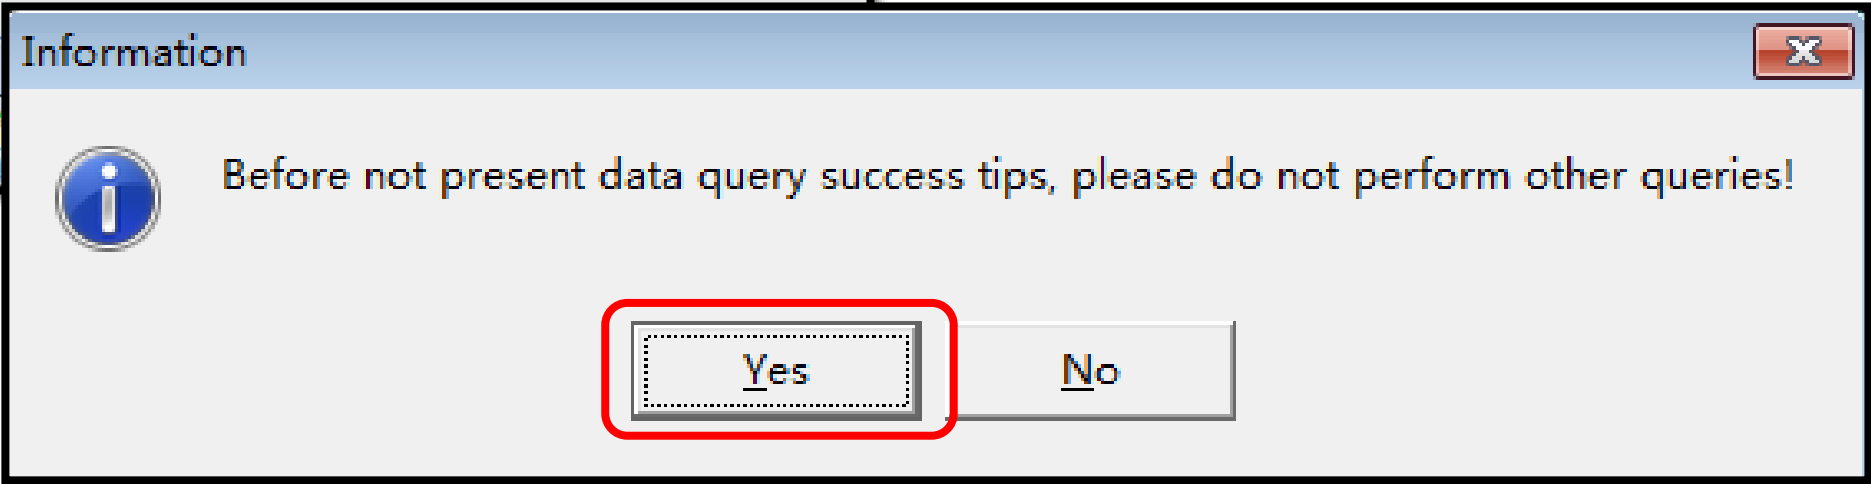 Information
Before not present data query success tips, please do not perform other queries!
Yes
No